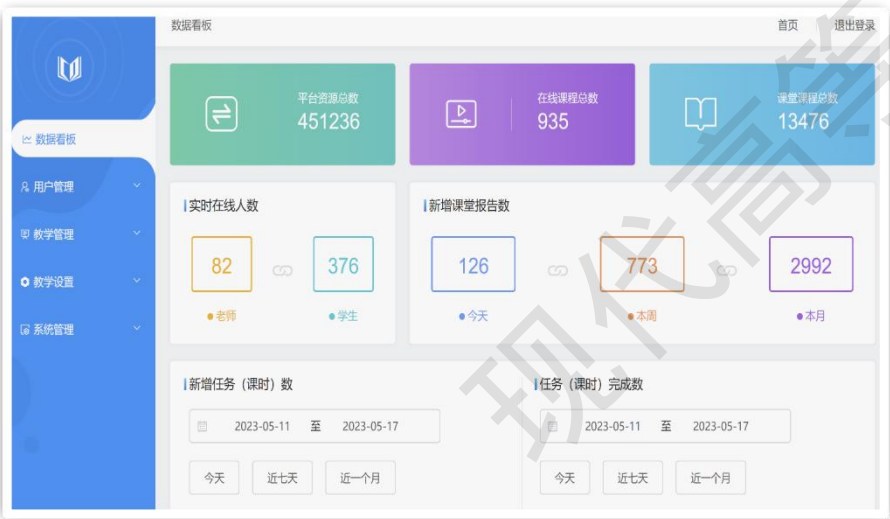 数据看板
首页
退出登录
平台资源总数
451236
在线课程总数
935
课堂课程总数
13476
数据看板
用户管理
教学管理
教学设置
系统管理
实时在线人数
82
376
老师
学生
新增课堂报告数
126
773
2992
今天
本周
本月
新增任务（课时）数
2023-05-11 至 2023-05-17
今天 近七天 近一个月
任务（课时）完成数
2023-05-11 至 2023-05-17
今天 近七天 近一个月
现代高等